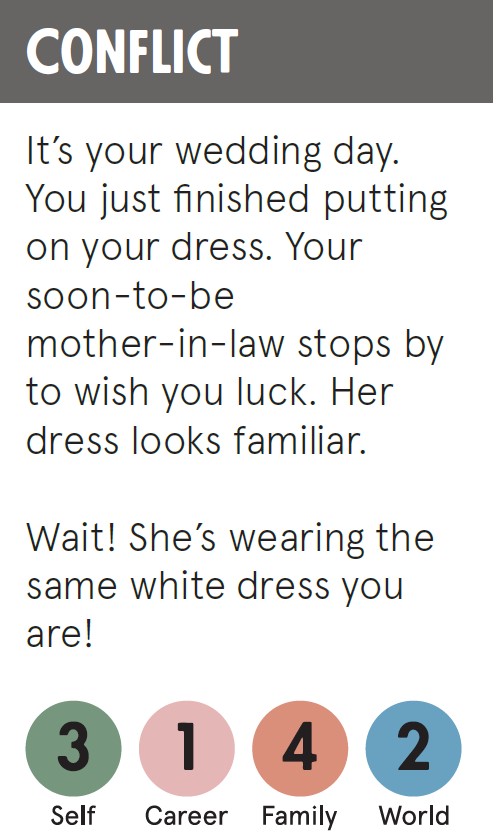 CONFLICT
It’s your wedding day.
You just finished putting
on your dress. Your
soon-to-be
mother-in-law stops by
to wish you luck. Her
dress looks familiar.
Wait! She’s wearing the
same white dress you
are!
3 1 4 2
Self Career Family World